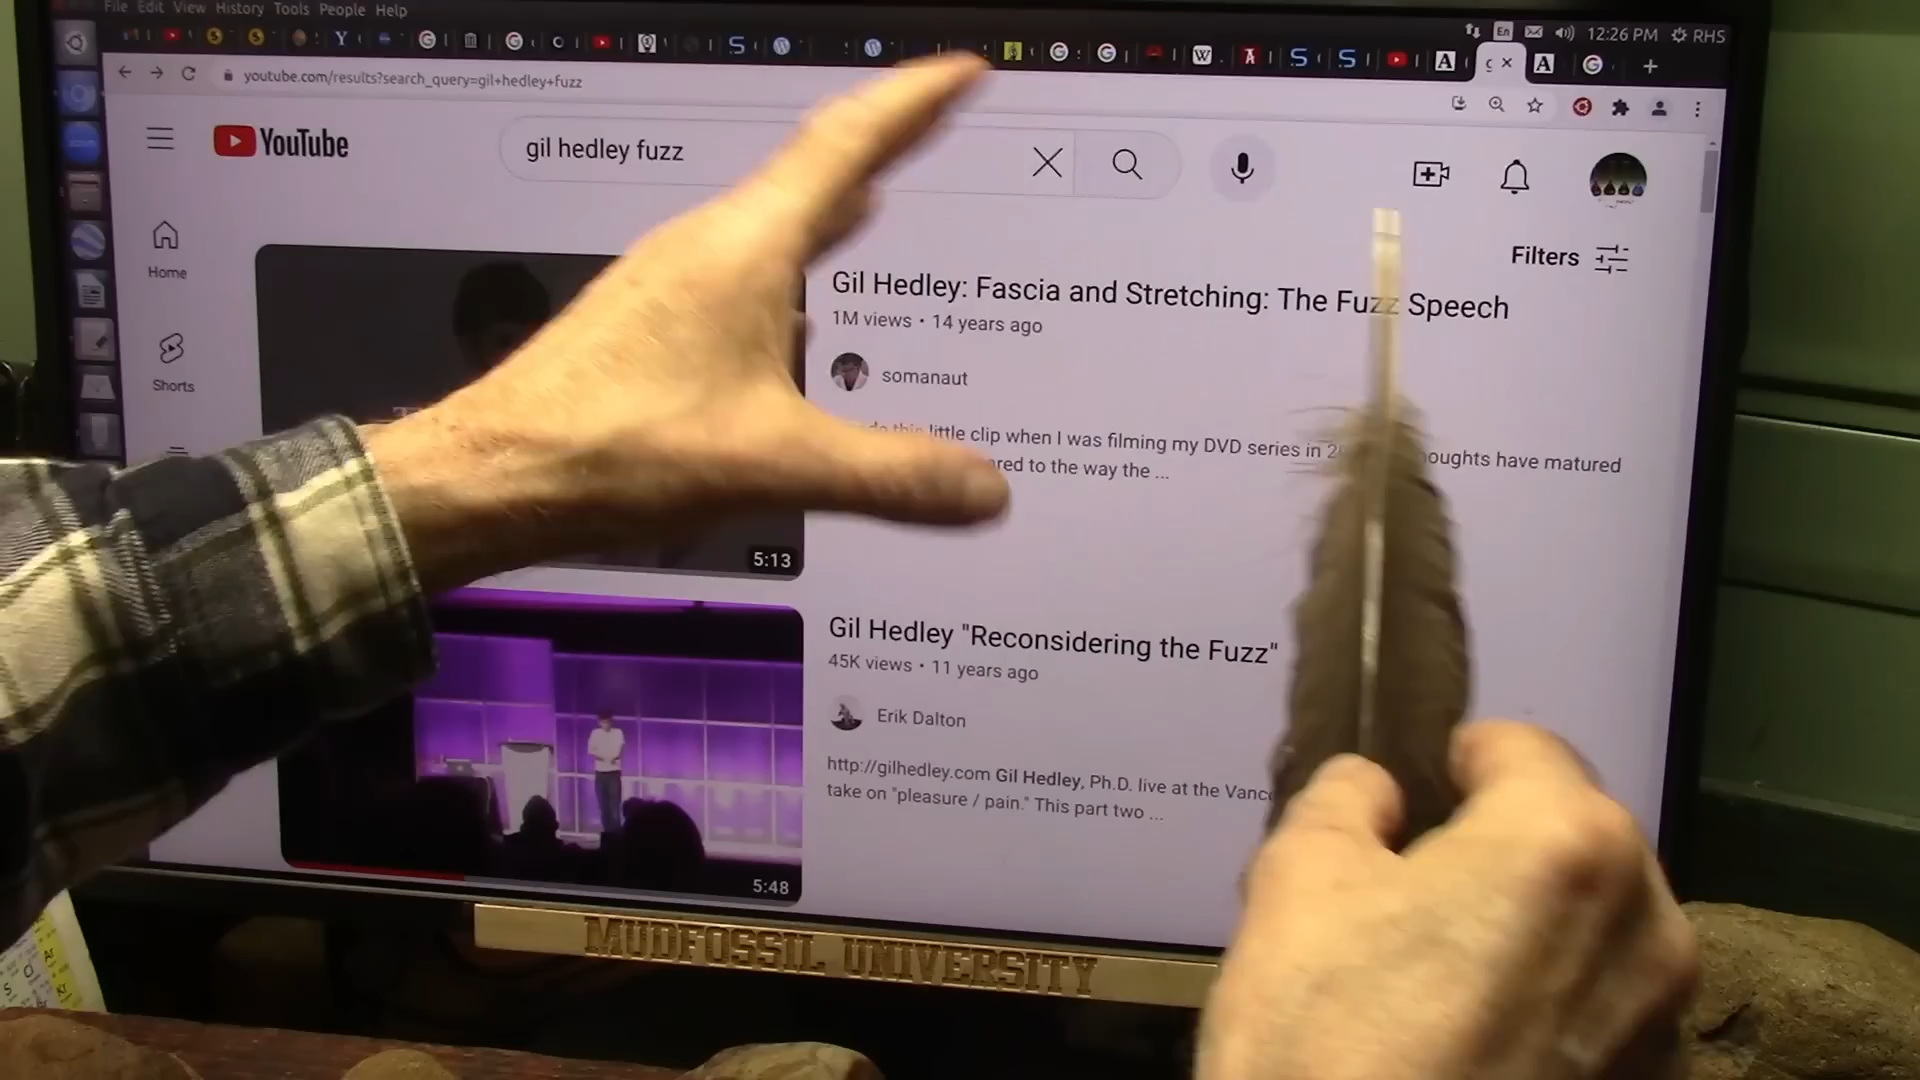 File Edit View History Tools People Help
12:26 PM RHS
En
youtube.com/results?search_query=gil+hedley+fuzz
YouTube
gil hedley fuzz
Filters
Home
Shorts
Gil Hedley: Fascia and Stretching: The Fuzz Speech
1M views • 14 years ago
somanaut
little clip when I was filming my DVD series in
oughts have matured
to the way the ...
5:13
Gil Hedley "Reconsidering the Fuzz"
45K views • 11 years ago
Erik Dalton
http://gilhedley.com Gil Hedley, Ph.D. live at the
take on "pleasure / pain." This part two ...
5:48
MUDFOSSIL UNIVERSITY
Ar
Cl
S
Kr